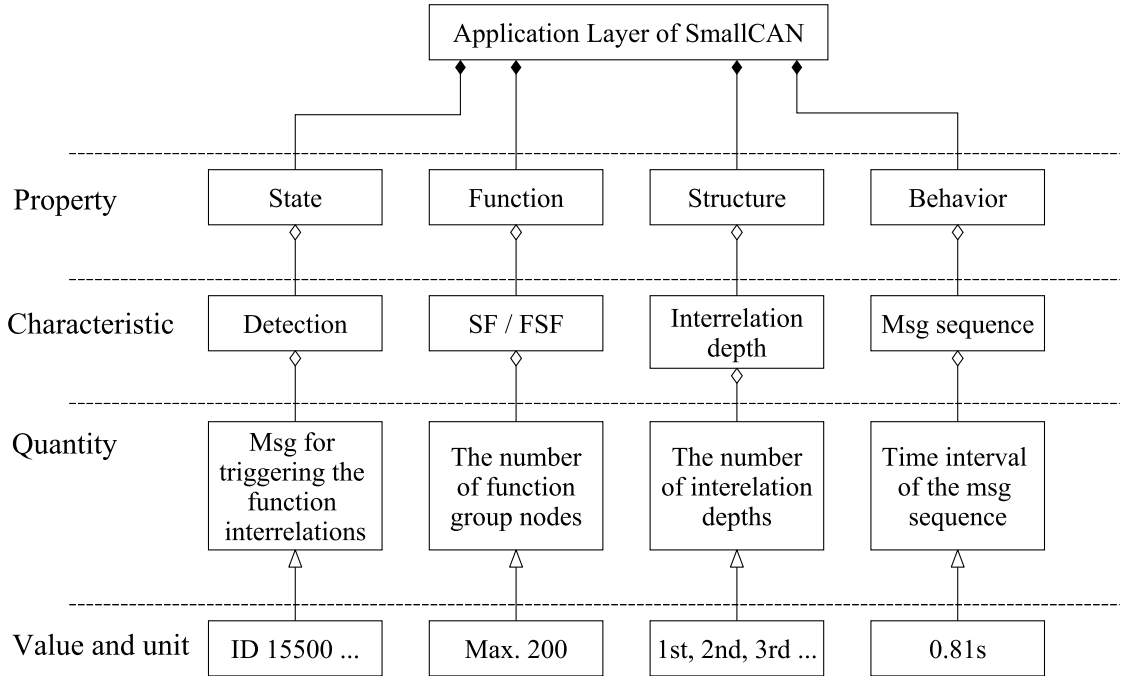 Application Layer of SmallCAN
Property
State
Function
Structure
Behavior
Characteristic
Detection
SF / FSF
Interrelation
depth
Msg sequence
Quantity
Msg for
triggering the
function
interrelations
The number
of function
group nodes
The number
of interelation
depths
Time interval
of the msg
sequence
Value and unit
ID 15500 ...
Max. 200
1st, 2nd, 3rd ...
0.81s